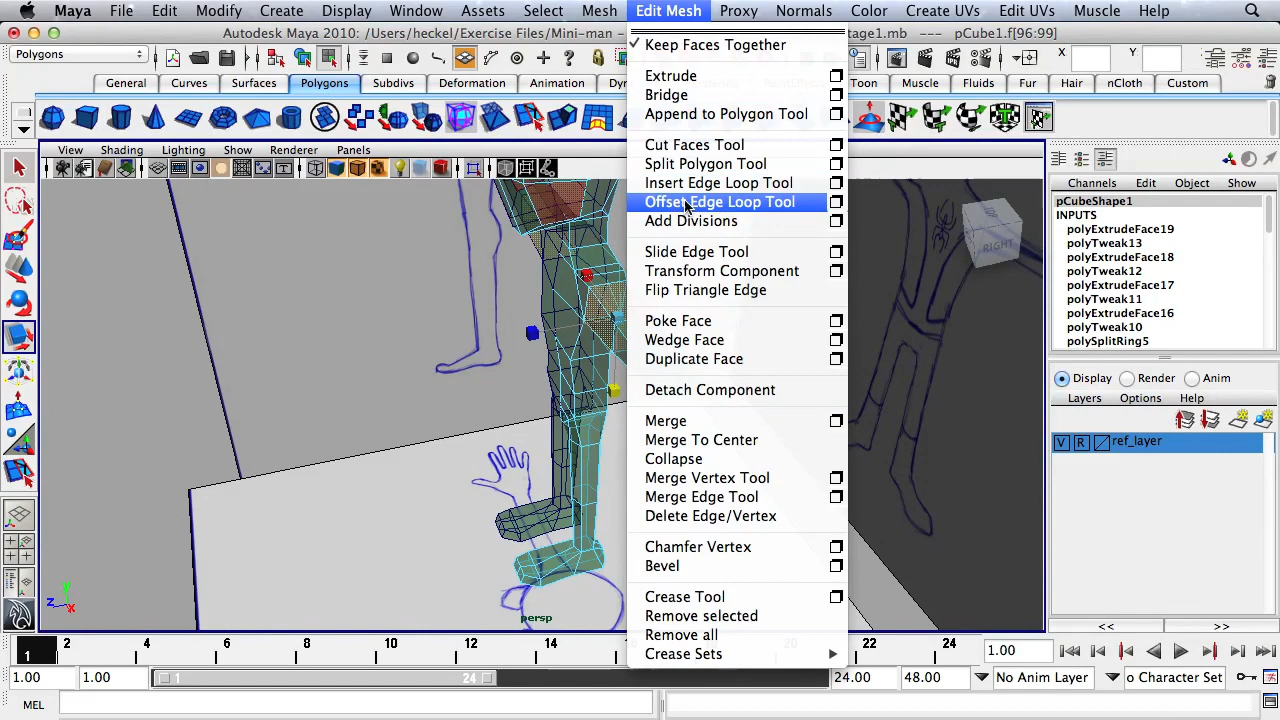 Maya File Edit Modify Create Display Window Assets Select Mesh Edit Mesh Proxy Normals Color Create UVs Edit UVs Muscle Help
Autodesk Maya 2010: /users/heckel/Exercise Files/Mini-man tage1.mb - pCube1.f[96:99]
Polygons X: Y:
General Curves Surfaces Polygons Subdivs Deformation Animation Muscle Fluids Fur Hair nCloth Custom
View Shading Lighting Show Renderer Panels
Keep Faces Together
Extrude
Bridge
Append to Polygon Tool
Cut Faces Tool
Split Polygon Tool
Insert Edge Loop Tool
Offset Edge Loop Tool
Add Divisions
Slide Edge Tool
Transform Component
Flip Triangle Edge
Poke Face
Wedge Face
Duplicate Face
Detach Component
Merge
Merge To Center
Collapse
Merge Vertex Tool
Merge Edge Tool
Delete Edge/Vertex
Chamfer Vertex
Bevel
Crease Tool
Remove selected
Remove all
Crease Sets
RIGHT
Channels Edit Object Show
pCubeShape1
INPUTS
polyExtrudeFace19
polyTweak13
polyExtrudeFace18
polyTweak12
polyExtrudeFace17
polyTweak11
polyExtrudeFace16
polyTweak10
polySplitRing5
Display Render Anim
Layers Options Help
V R ref_layer
<< >>
y
z x
persp
1 2 4 6 8 10 12 14 22 24 1.00
1.00 1.00 1 24 24.00 48.00 No Anim Layer o Character Set
MEL